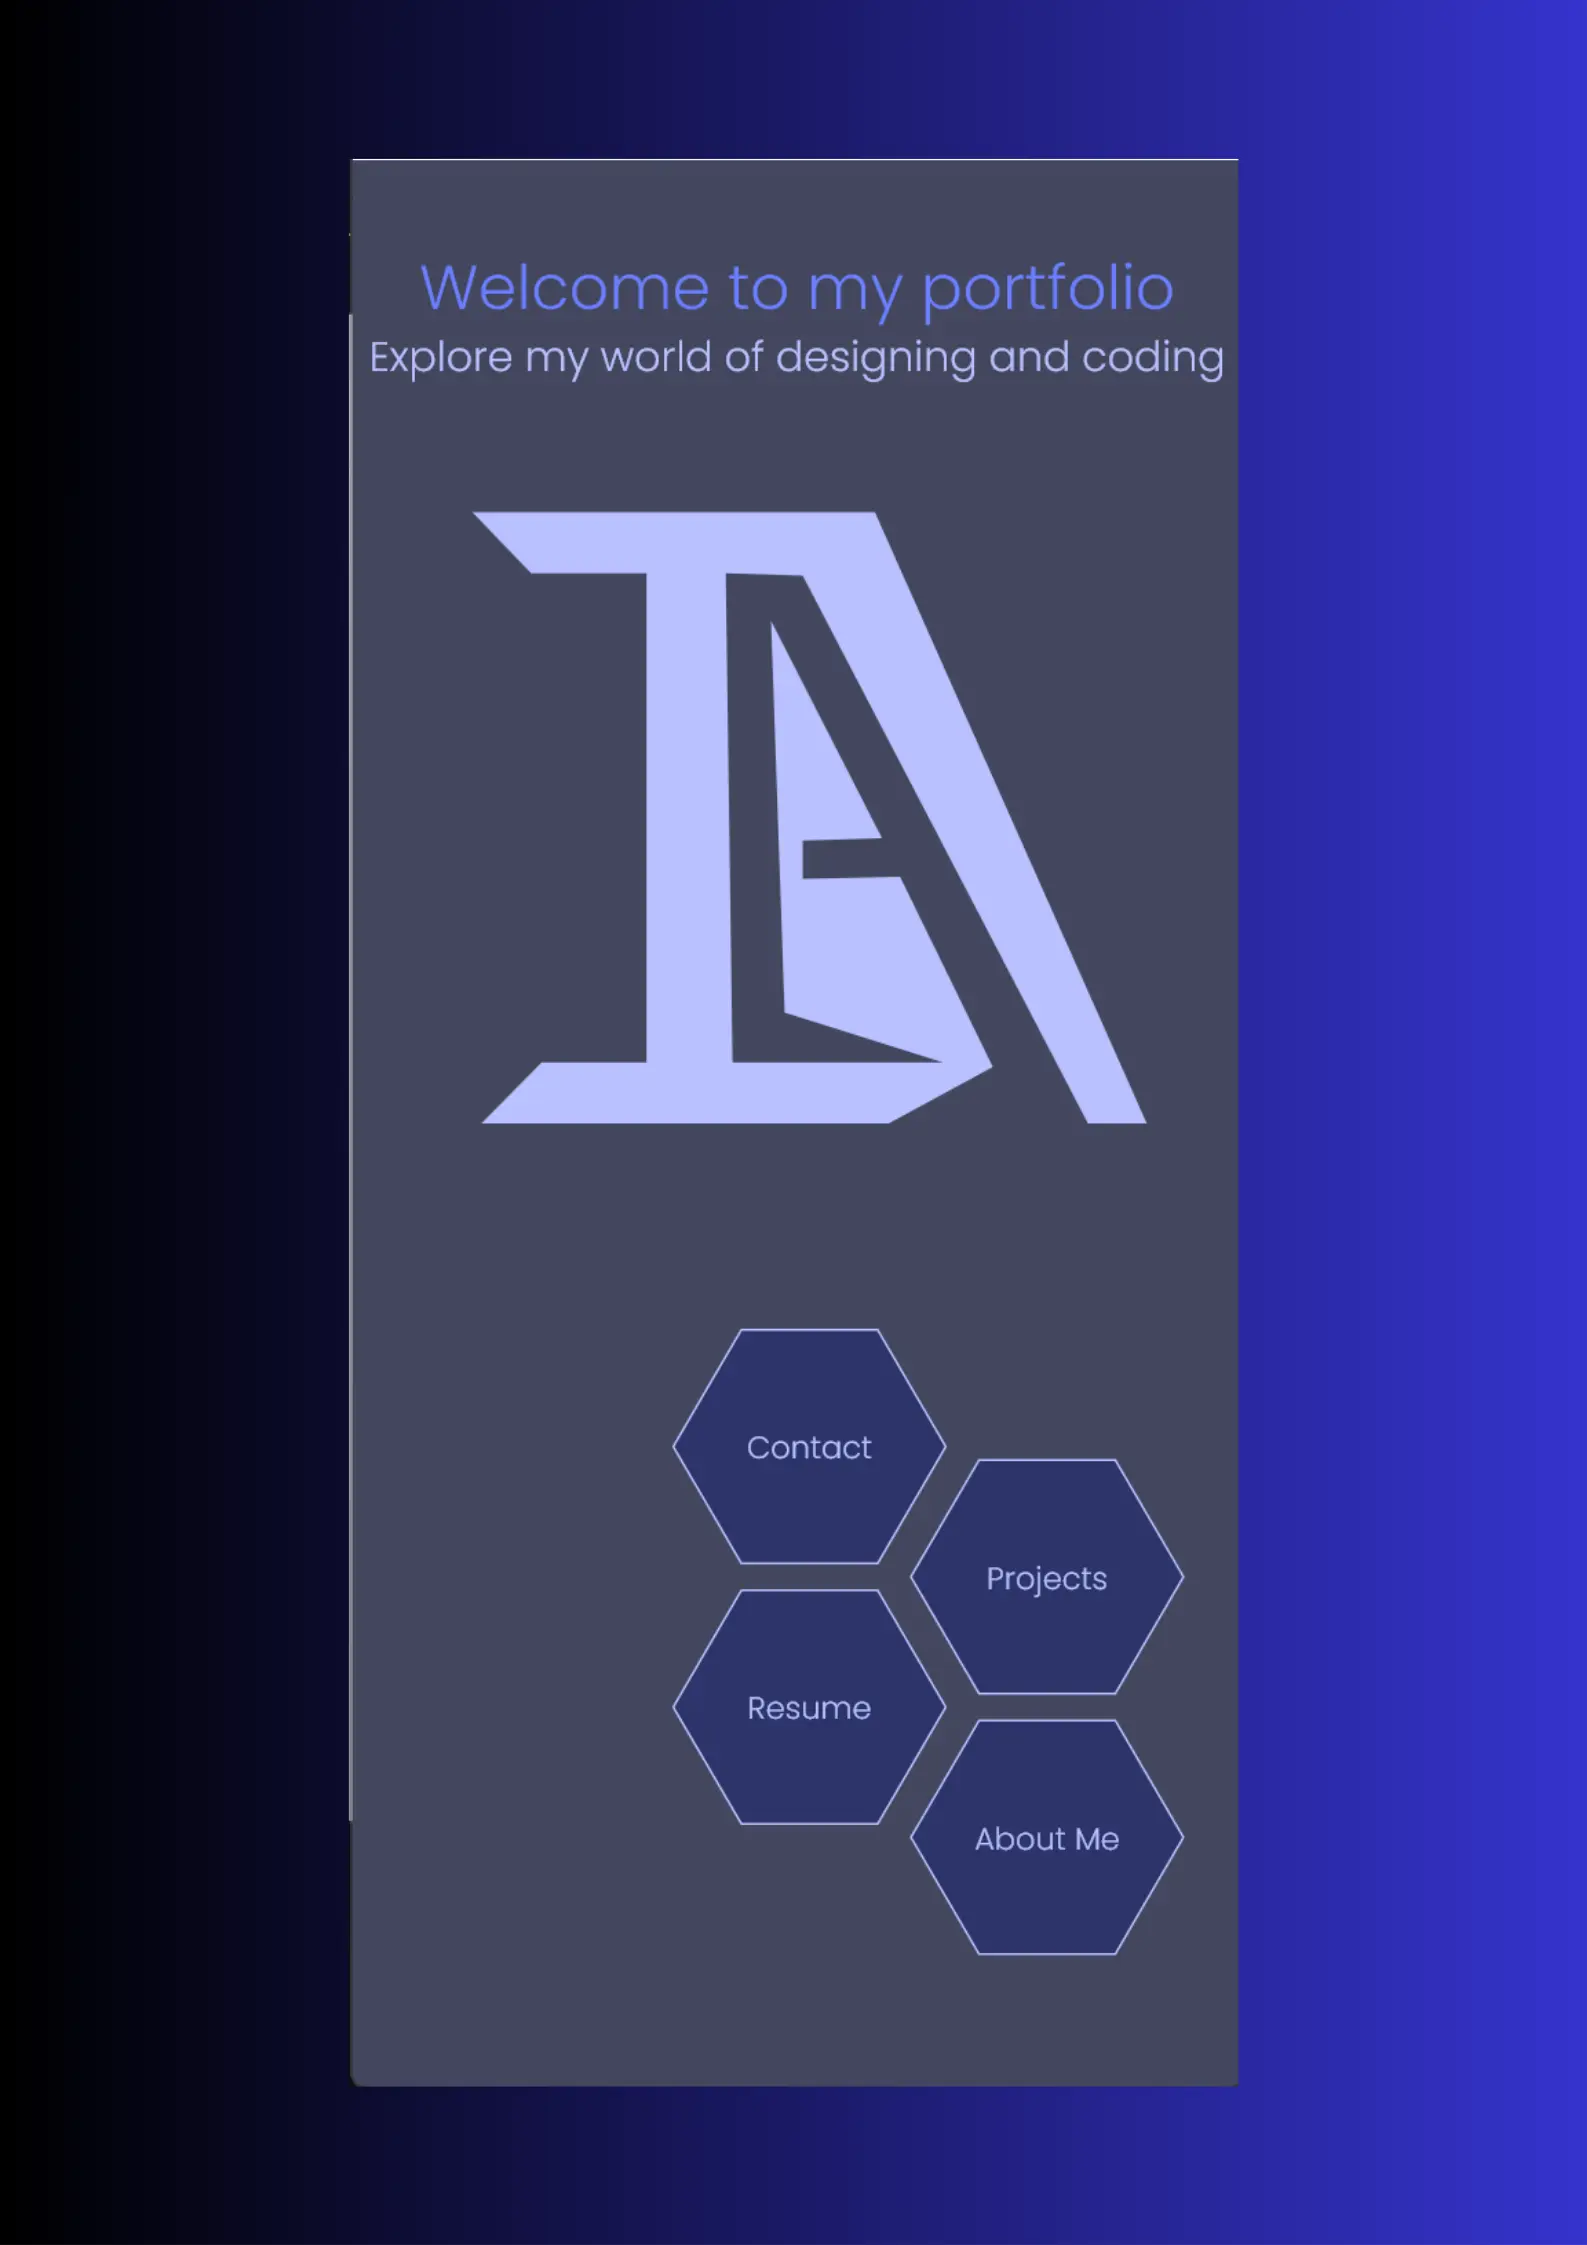 Welcome to my portfolio
Explore my world of designing and coding
Contact
Projects
Resume
About Me